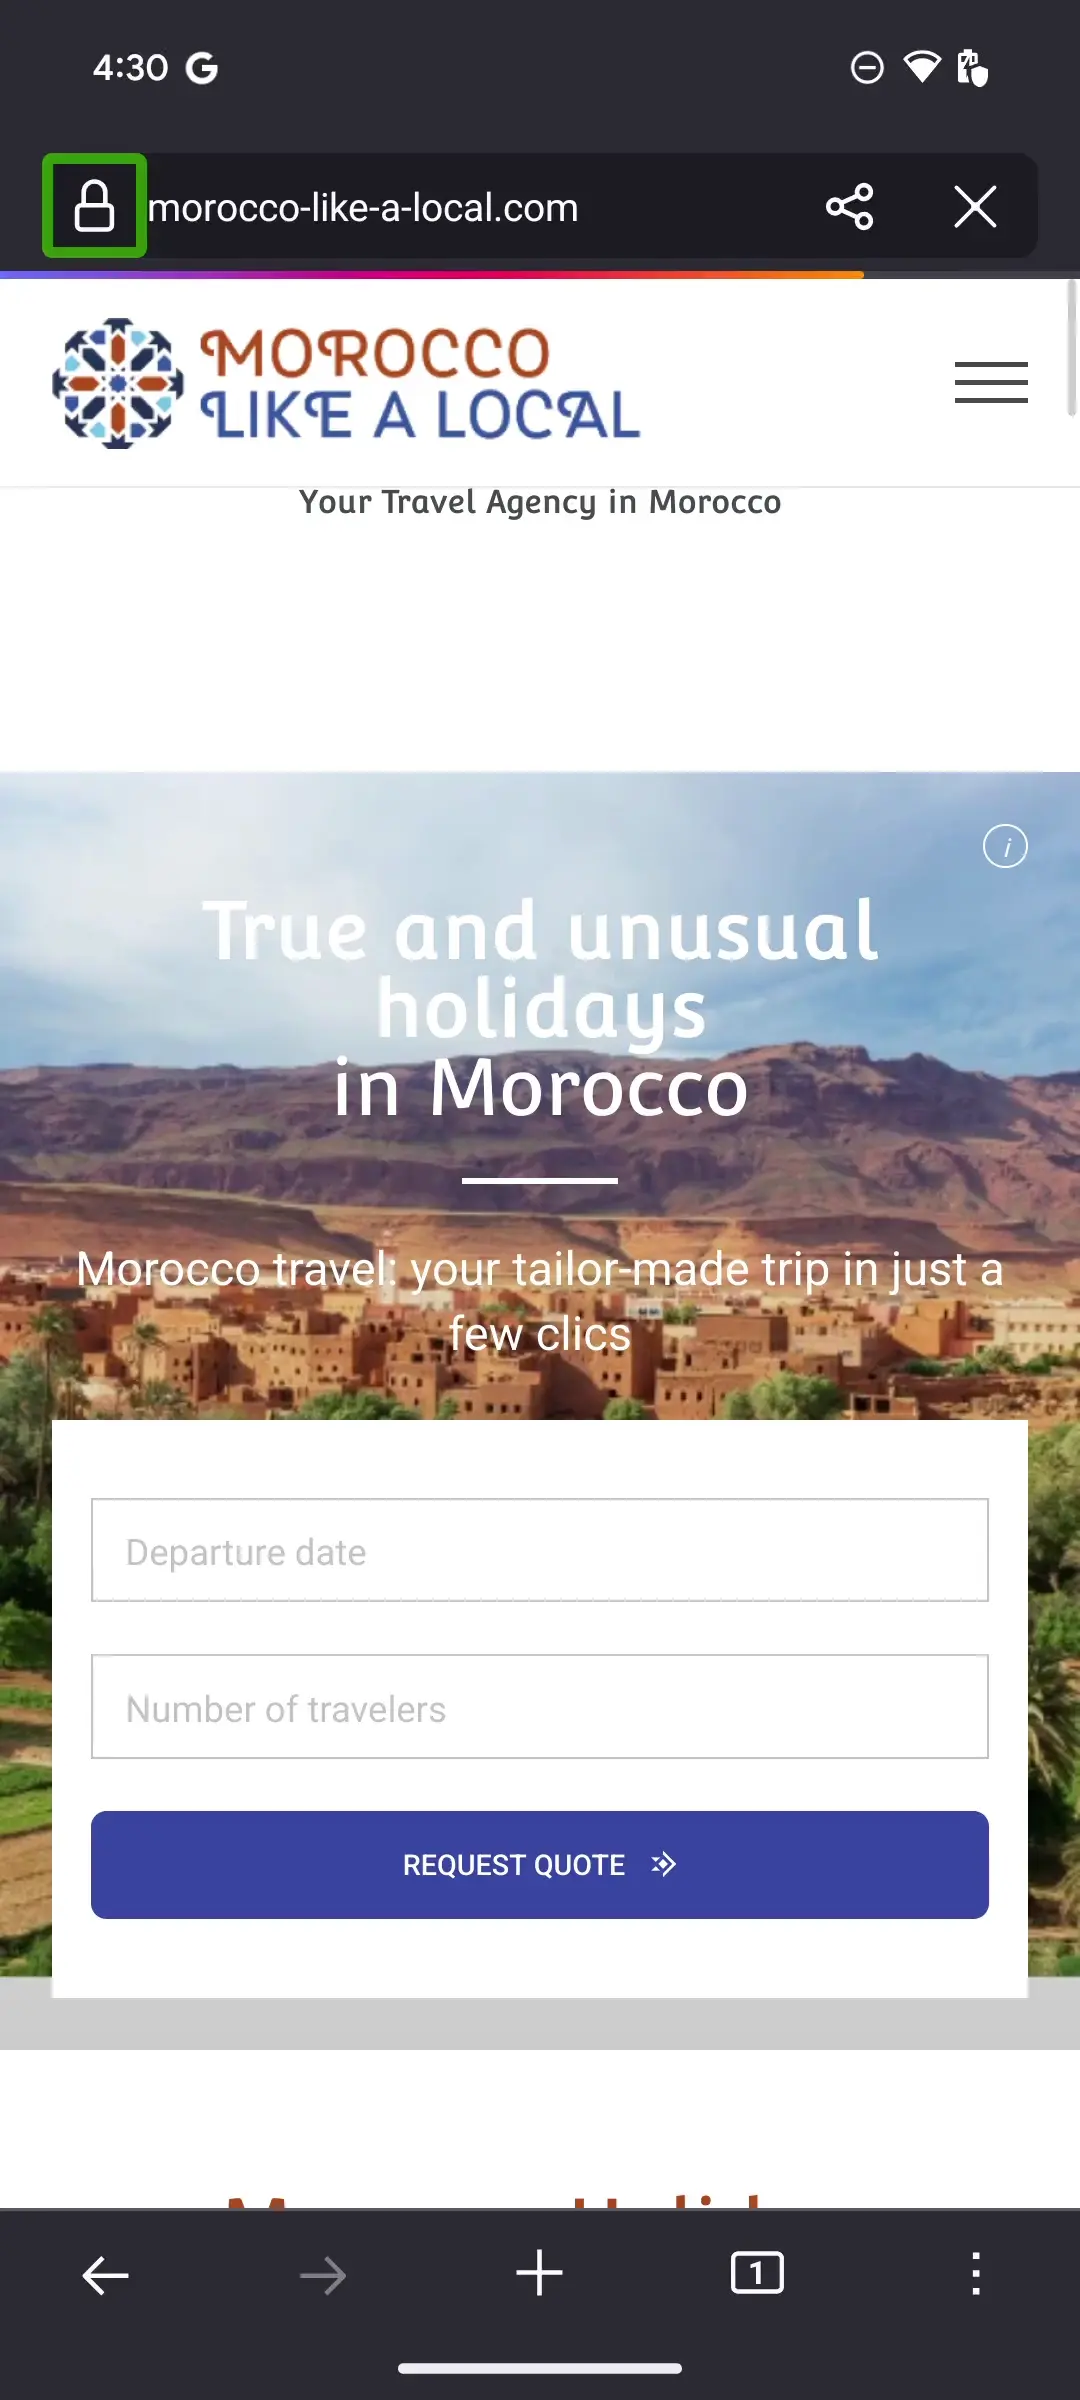 4:30
morocco-like-a-local.com
MOROCCO
LIKE A LOCAL
Your Travel Agency in Morocco
i
True and unusual
holidays
in Morocco
Morocco travel: your tailor-made trip in just a
few clics
Departure date
Number of travelers
REQUEST QUOTE
1